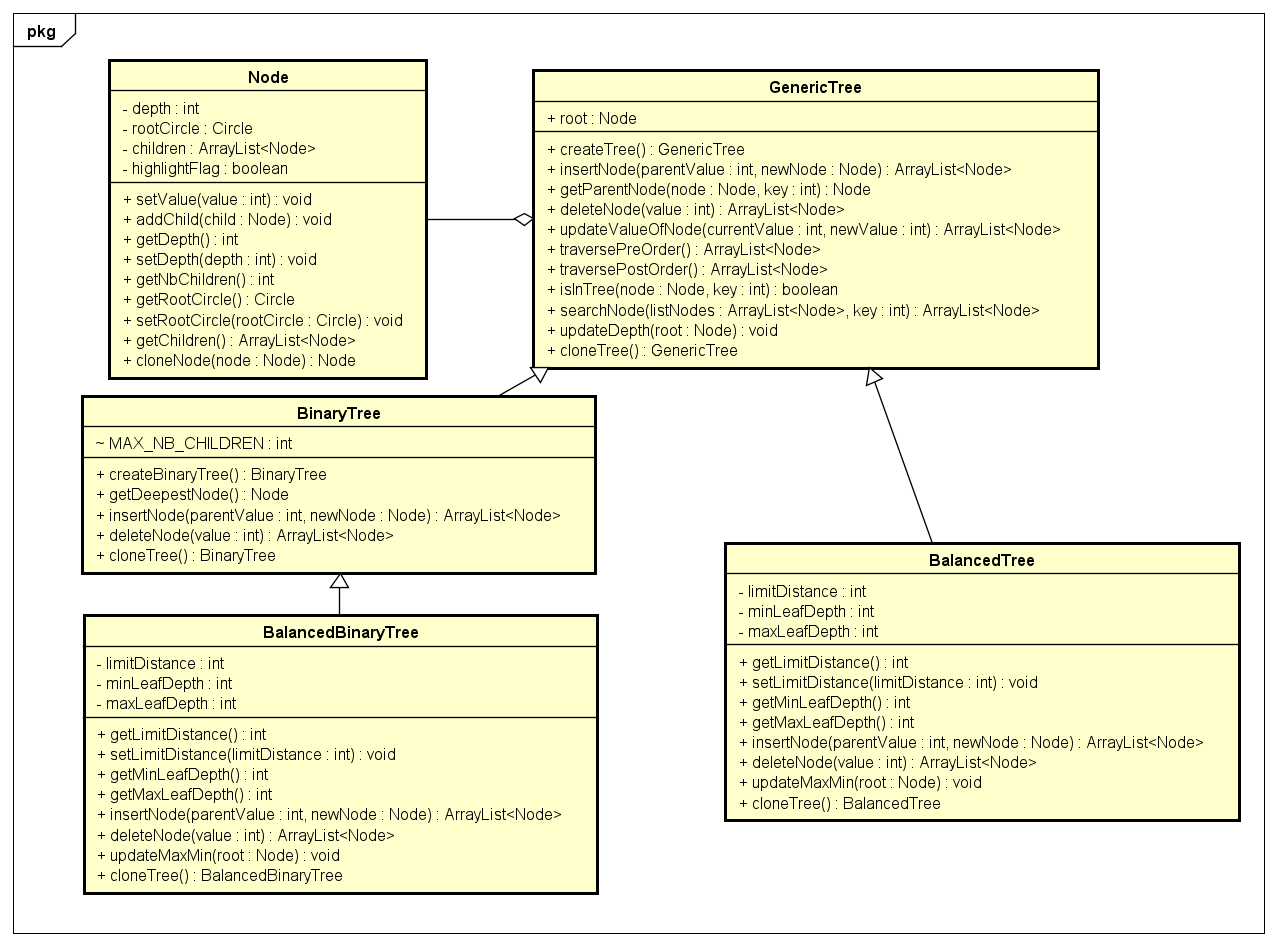 pkg
Node
- depth : int
- rootCircle : Circle
- children : ArrayList<Node>
- highlightFlag : boolean
+ setValue(value : int) : void
+ addChild(child : Node) : void
+ getDepth() : int
+ setDepth(depth : int) : void
+ getNbChildren() : int
+ getRootCircle() : Circle
+ setRootCircle(rootCircle : Circle) : void
+ getChildren() : ArrayList<Node>
+ cloneNode(node : Node) : Node
GenericTree
+ root : Node
+ createTree() : GenericTree
+ insertNode(parentValue : int, newNode : Node) : ArrayList<Node>
+ getParentNode(node : Node, key : int) : Node
+ deleteNode(value : int) : ArrayList<Node>
+ updateValueOfNode(currentValue : int, newValue : int) : ArrayList<Node>
+ traversePreOrder() : ArrayList<Node>
+ traversePostOrder() : ArrayList<Node>
+ isInTree(node : Node, key : int) : boolean
+ searchNode(listNodes : ArrayList<Node>, key : int) : ArrayList<Node>
+ updateDepth(root : Node) : void
+ cloneTree() : GenericTree
BinaryTree
~ MAX_NB_CHILDREN : int
+ createBinaryTree() : BinaryTree
+ getDeepestNode() : Node
+ insertNode(parentValue : int, newNode : Node) : ArrayList<Node>
+ deleteNode(value : int) : ArrayList<Node>
+ cloneTree() : BinaryTree
BalancedBinaryTree
- limitDistance : int
- minLeafDepth : int
- maxLeafDepth : int
+ getLimitDistance() : int
+ setLimitDistance(limitDistance : int) : void
+ getMinLeafDepth() : int
+ getMaxLeafDepth() : int
+ insertNode(parentValue : int, newNode : Node) : ArrayList<Node>
+ deleteNode(value : int) : ArrayList<Node>
+ updateMaxMin(root : Node) : void
+ cloneTree() : BalancedBinaryTree
BalancedTree
- limitDistance : int
- minLeafDepth : int
- maxLeafDepth : int
+ getLimitDistance() : int
+ setLimitDistance(limitDistance : int) : void
+ getMinLeafDepth() : int
+ getMaxLeafDepth() : int
+ insertNode(parentValue : int, newNode : Node) : ArrayList<Node>
+ deleteNode(value : int) : ArrayList<Node>
+ updateMaxMin(root : Node) : void
+ cloneTree() : BalancedTree